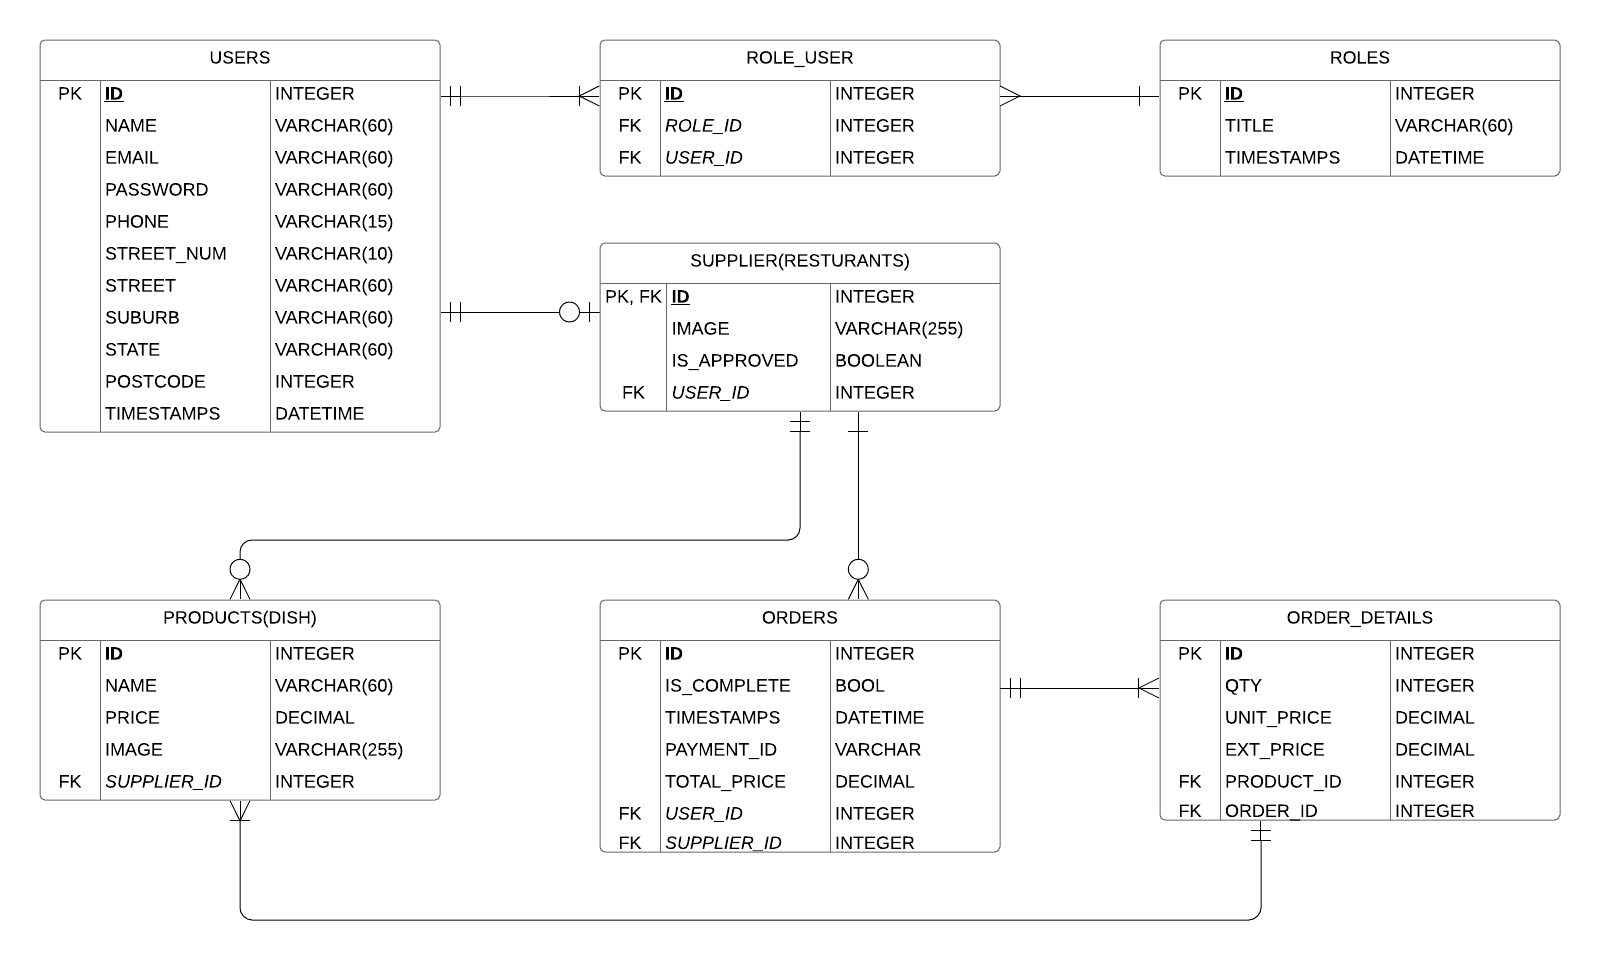 USERS
PK ID INTEGER
NAME VARCHAR(60)
EMAIL VARCHAR(60)
PASSWORD VARCHAR(60)
PHONE VARCHAR(15)
STREET_NUM VARCHAR(10)
STREET VARCHAR(60)
SUBURB VARCHAR(60)
STATE VARCHAR(60)
POSTCODE INTEGER
TIMESTAMPS DATETIME
ROLE_USER
PK ID INTEGER
FK ROLE_ID INTEGER
FK USER_ID INTEGER
ROLES
PK ID INTEGER
TITLE VARCHAR(60)
TIMESTAMPS DATETIME
SUPPLIER(RESTURANTS)
PK, FK ID INTEGER
IMAGE VARCHAR(255)
IS_APPROVED BOOLEAN
FK USER_ID INTEGER
PRODUCTS(DISH)
PK ID INTEGER
NAME VARCHAR(60)
PRICE DECIMAL
IMAGE VARCHAR(255)
FK SUPPLIER_ID INTEGER
ORDERS
PK ID INTEGER
IS_COMPLETE BOOL
TIMESTAMPS DATETIME
PAYMENT_ID VARCHAR
TOTAL_PRICE DECIMAL
FK USER_ID INTEGER
FK SUPPLIER_ID INTEGER
ORDER_DETAILS
PK ID INTEGER
QTY INTEGER
UNIT_PRICE DECIMAL
EXT_PRICE DECIMAL
FK PRODUCT_ID INTEGER
FK ORDER_ID INTEGER